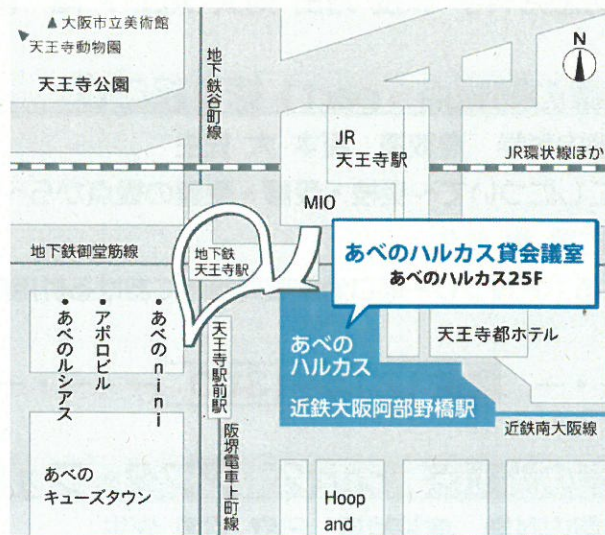 ▲大阪市立美術館
天王寺動物園
天王寺公園
地下鉄谷町線
N
JR
天王寺駅
JR環状線ほか
MIO
地下鉄御堂筋線
地下鉄
天王寺駅
あべのハルカス貸会議室
あべのハルカス25F
あべの
ハルカス
天王寺都ホテル
近鉄大阪阿部野橋駅
近鉄南大阪線
・あべのnini
・アポロビル
・あべのルシアス
天王寺駅前駅
阪堺電車上町線
あべの
キューズタウン
Hoop
and